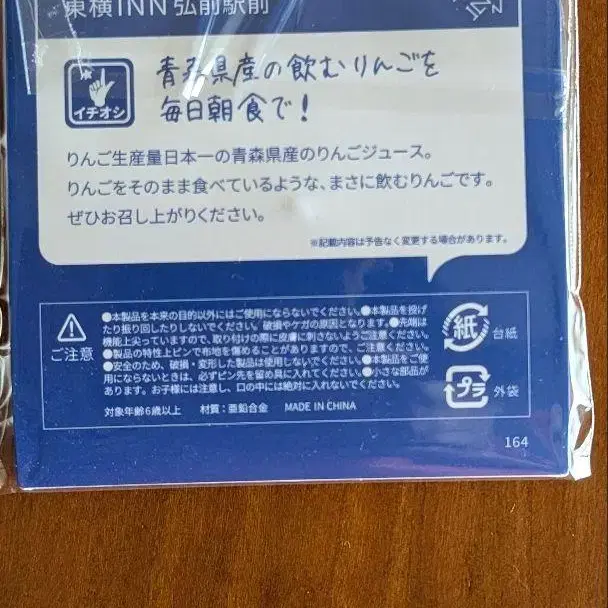 東横INN 弘前駅前
イチオシ
青森県産の飲むりんごを
毎日朝食で!
りんご生産量日本一の青森県産のりんごジュース。
りんごをそのまま食べているような、まさに飲むりんごです。
ぜひお召し上がりください。
※記載内容は予告なく変更する場合があります。
ご注意
●本製品を本来の目的以外にはご使用にならないでください。●本製品を投げ
たり振り回したりしないでください。破損やケガの原因となります。●先端は
機能上尖っていますので、取り付けの際に皮膚に刺さないようご注意ください。
●製品の特性上ピンで布地を傷めることがありますので、ご注意ください。
●安全のため、破損・変形した製品は使用しないでください。●本製品をご使
用にならないときは、必ずピン先を留め具に入れてください。●小さな部品が
あります。お子様には注意し、口の中には絶対に入れないでください。
対象年齢6歳以上 材質:亜鉛合金 MADE IN CHINA
紙 台紙
プラ 外袋
164